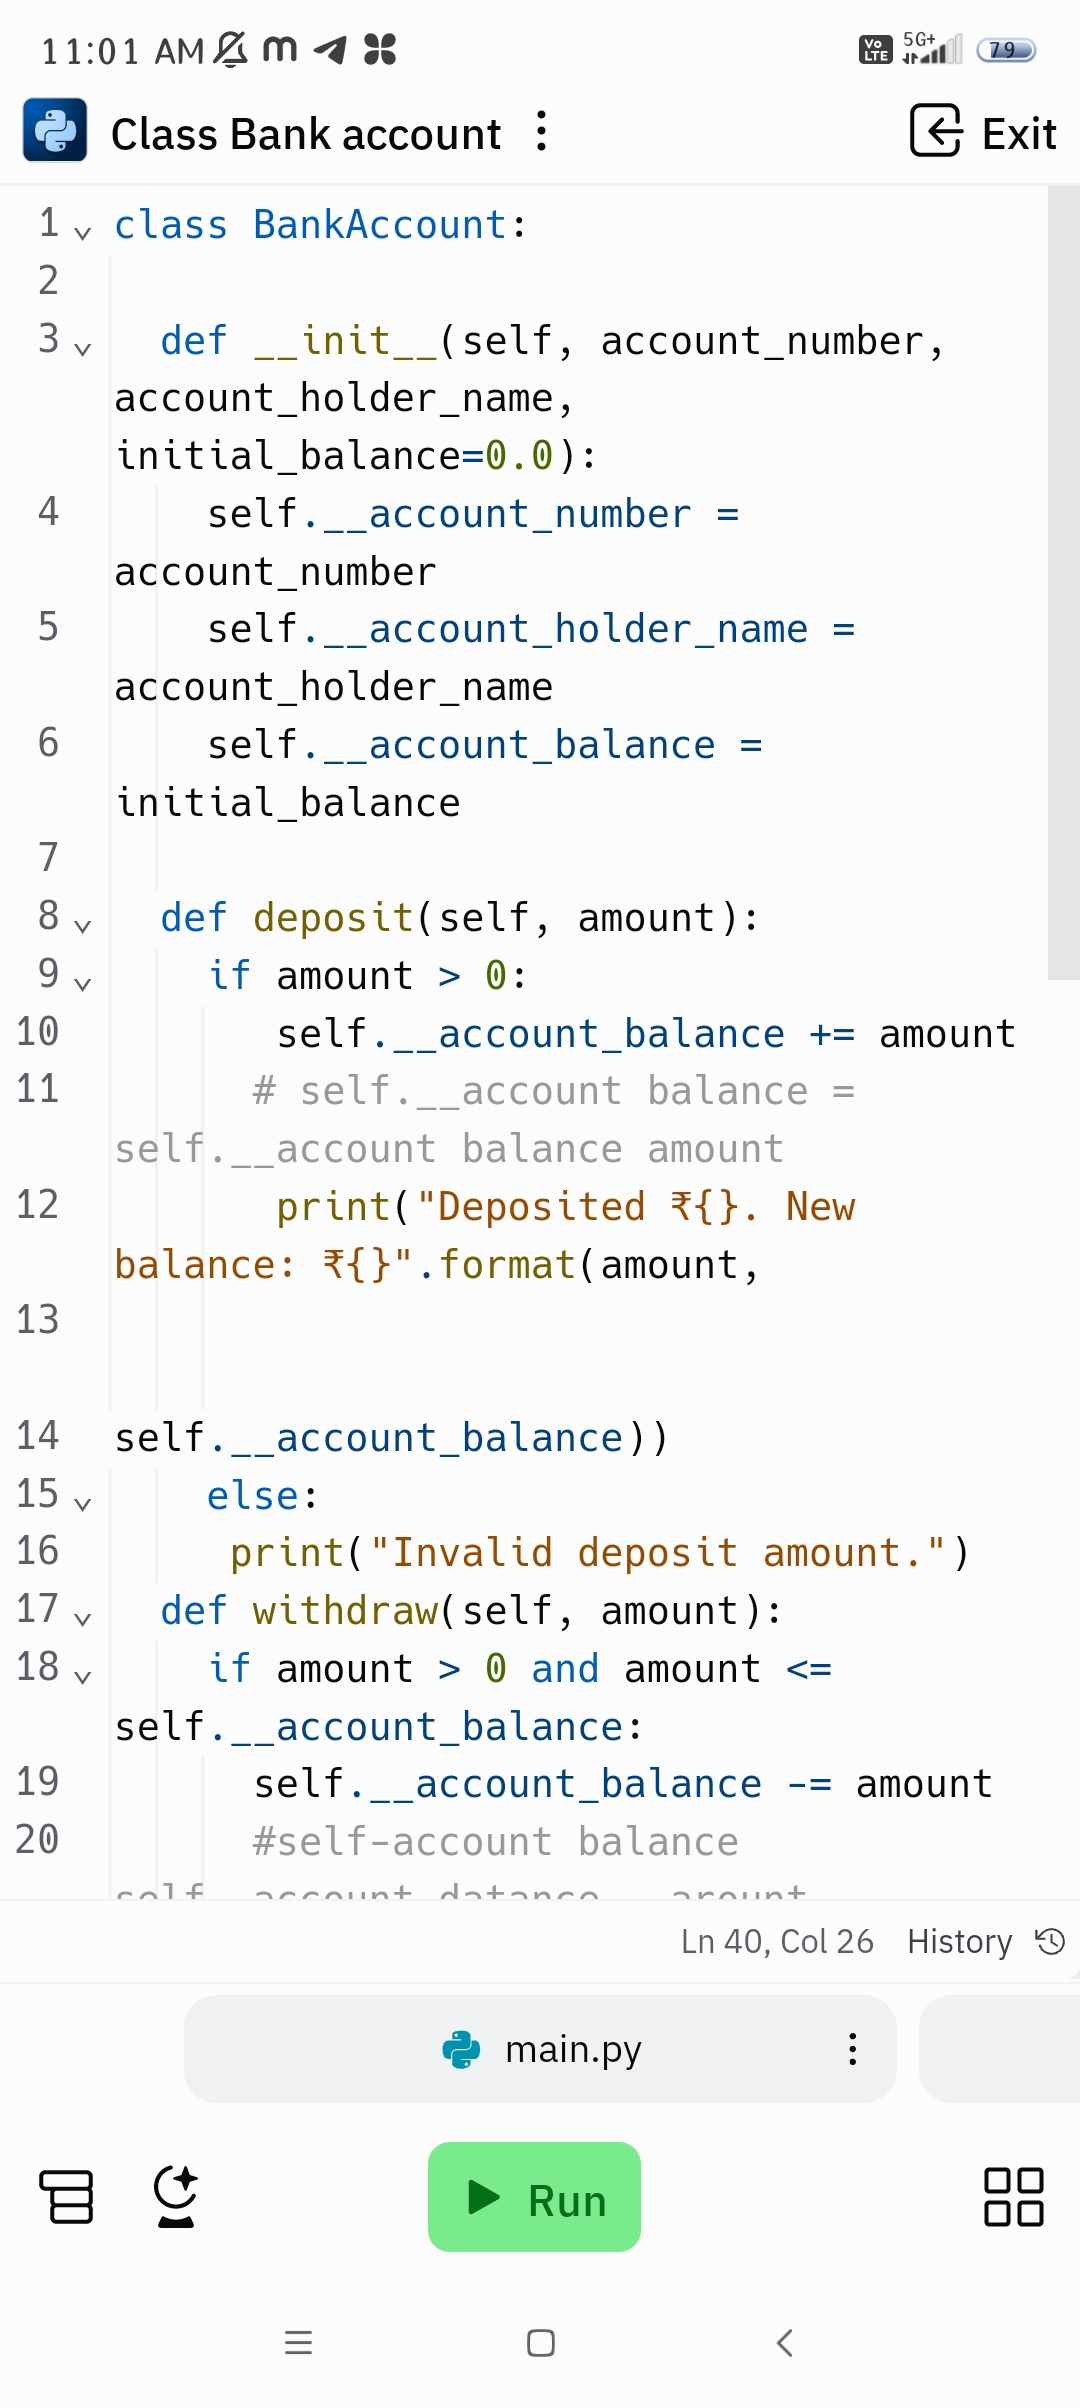 11:01 AM
Vo LTE 5G+ 79
Class Bank account
Exit
1 class BankAccount:
2
3 def __init__(self, account_number,
account_holder_name,
initial_balance=0.0):
4 self.__account_number =
account_number
5 self.__account_holder_name =
account_holder_name
6 self.__account_balance =
initial_balance
7
8 def deposit(self, amount):
9 if amount > 0:
10 self.__account_balance += amount
11 # self.__account balance =
self.__account balance amount
12 print("Deposited ₹{}. New
balance: ₹{}".format(amount,
13
14 self.__account_balance))
15 else:
16 print("Invalid deposit amount.")
17 def withdraw(self, amount):
18 if amount > 0 and amount <=
self.__account_balance:
19 self.__account_balance -= amount
20 #self-account balance
Ln 40, Col 26 History
main.py
Run